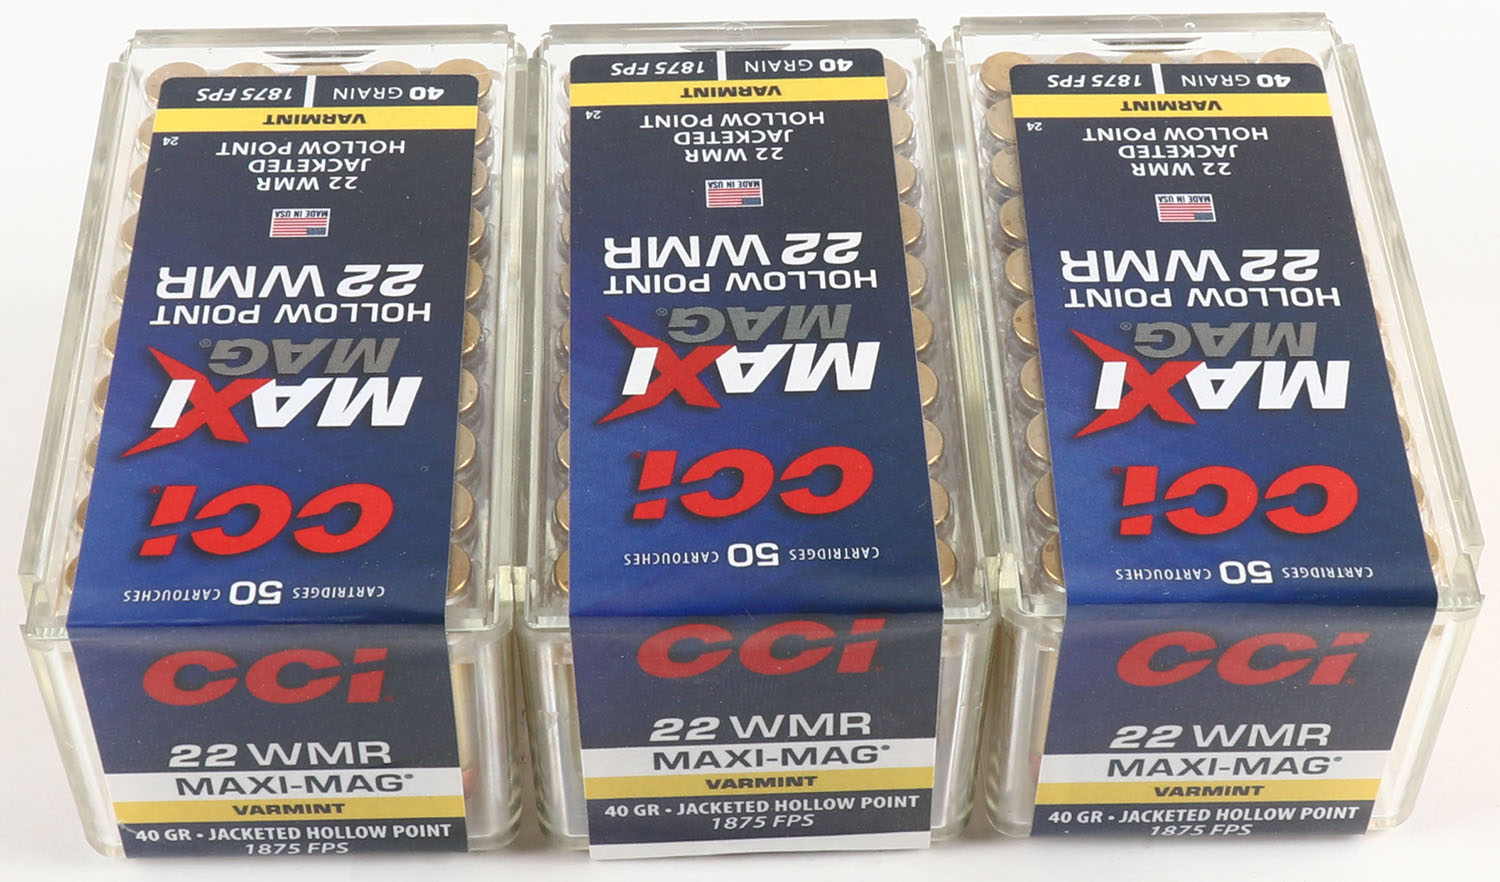 CARTRIDGES 50 CARTOUCHES
CCi
MAXI
MAG®
HOLLOW POINT
22 WMR
MADE IN USA
22 WMR
JACKETED
HOLLOW POINT
24
VARMINT
40 GRAIN 1875 FPS
CCi
22 WMR
MAXI-MAG®
VARMINT
40 GR • JACKETED HOLLOW POINT
1875 FPS
CARTRIDGES 50 CARTOUCHES
CCi
MAXI
MAG®
HOLLOW POINT
22 WMR
MADE IN USA
22 WMR
JACKETED
HOLLOW POINT
24
VARMINT
40 GRAIN 1875 FPS
CCi
22 WMR
MAXI-MAG®
VARMINT
40 GR • JACKETED HOLLOW POINT
1875 FPS
CARTRIDGES 50 CARTOUCHES
CCi
MAXI
MAG®
HOLLOW POINT
22 WMR
MADE IN USA
22 WMR
JACKETED
HOLLOW POINT
24
VARMINT
40 GRAIN 1875 FPS
CCi
22 WMR
MAXI-MAG®
VARMINT
40 GR • JACKETED HOLLOW POINT
1875 FPS